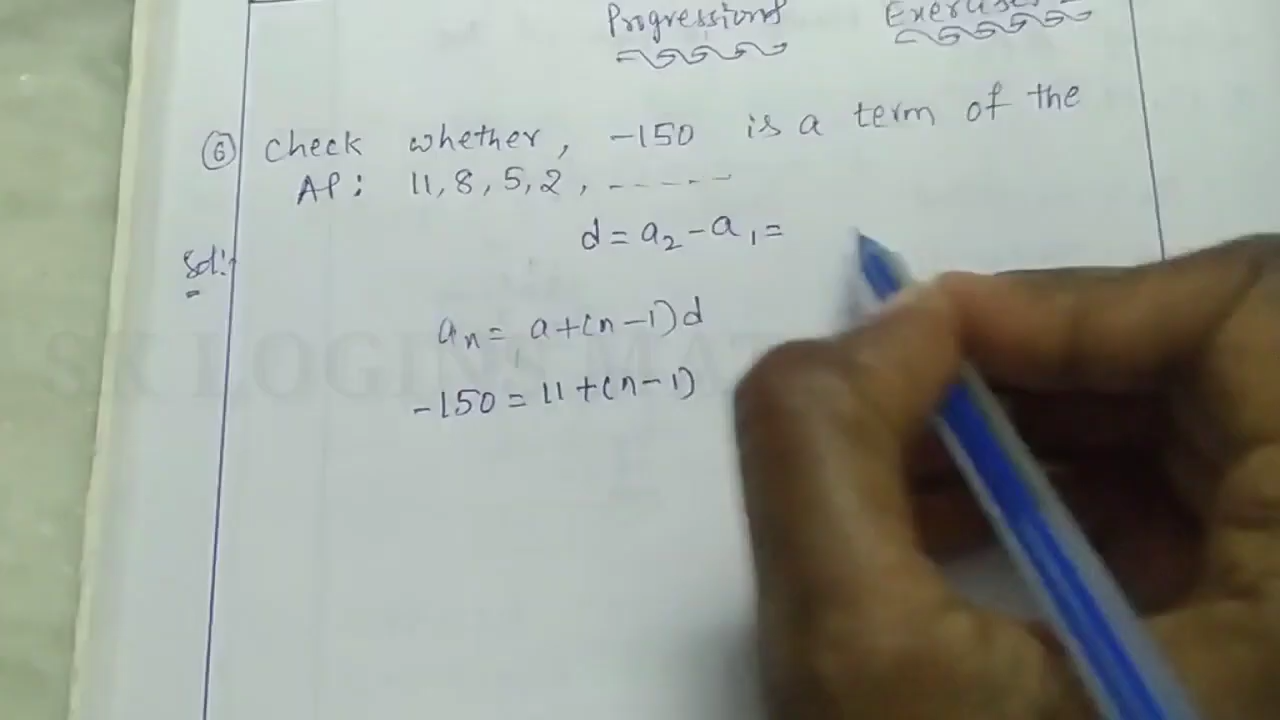 Progressions
⑥ Check whether, -150 is a term of the
AP: 11, 8, 5, 2, ------
d = a₂ - a₁ =
Sol:
aₙ = a + (n - 1) d
-150 = 11 + (n - 1)